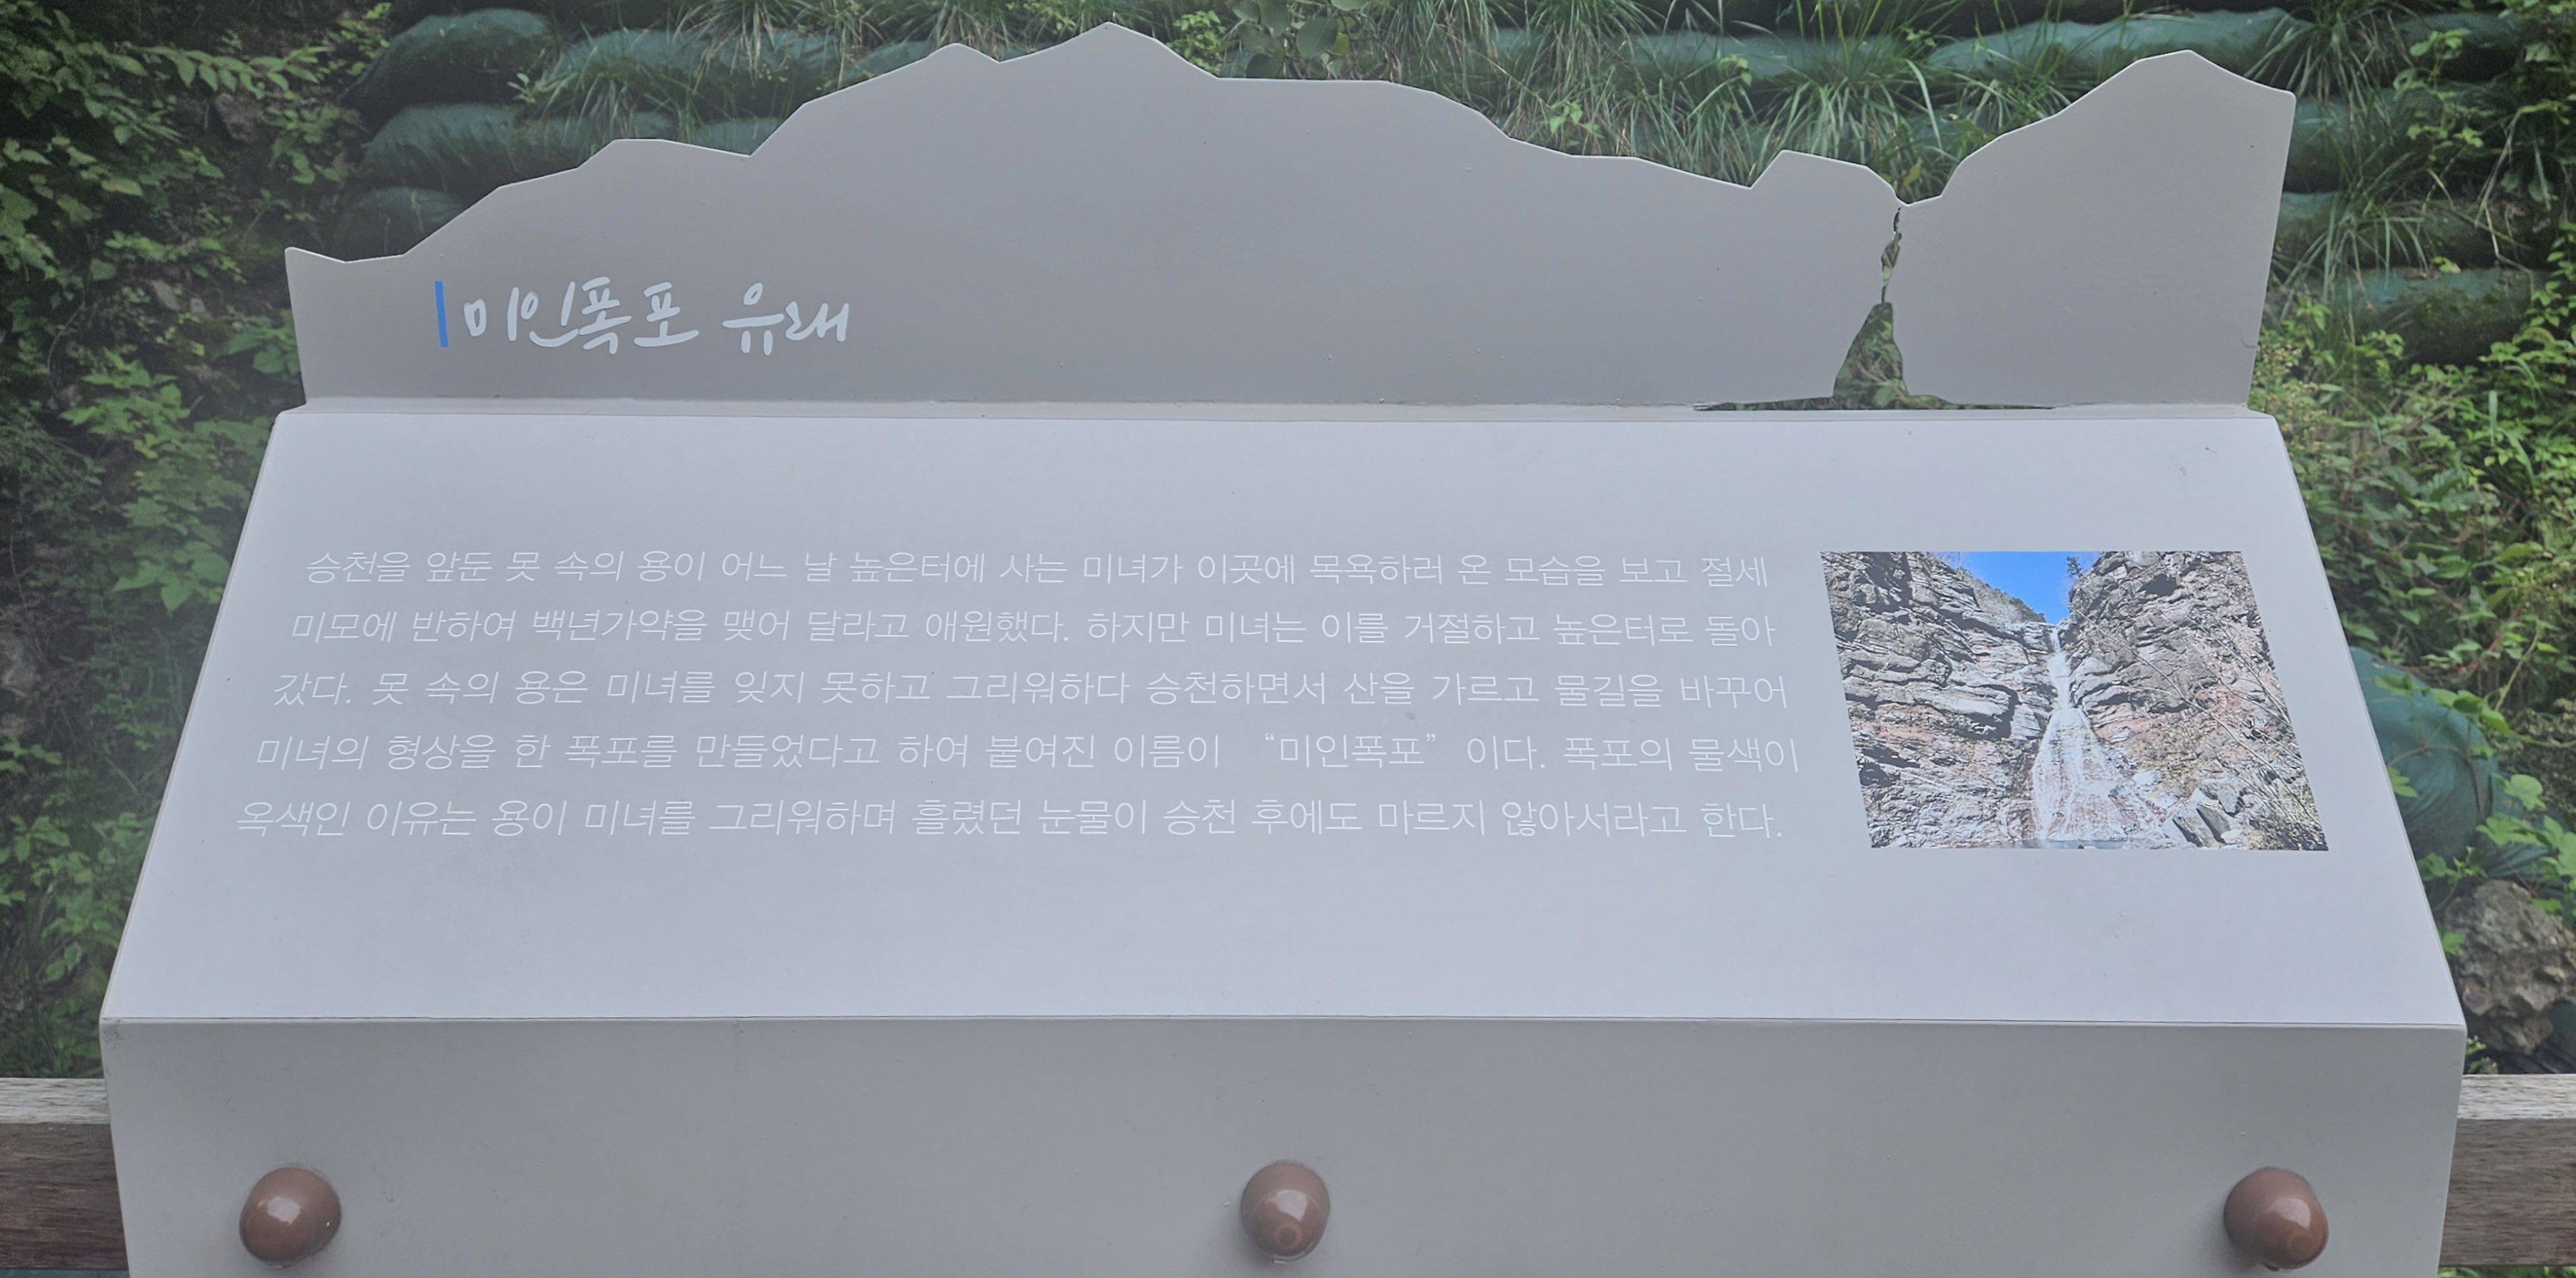 미인폭포 유래
승천을 앞둔 못 속의 용이 어느 날 높은터에 사는 미녀가 이곳에 목욕하러 온 모습을 보고 절세
미모에 반하여 백년가약을 맺어 달라고 애원했다. 하지만 미녀는 이를 거절하고 높은터로 돌아
갔다. 못 속의 용은 미녀를 잊지 못하고 그리워하다 승천하면서 산을 가르고 물길을 바꾸어
미녀의 형상을 한 폭포를 만들었다고 하여 붙여진 이름이 “미인폭포” 이다. 폭포의 물색이
옥색인 이유는 용이 미녀를 그리워하며 흘렸던 눈물이 승천 후에도 마르지 않아서라고 한다.